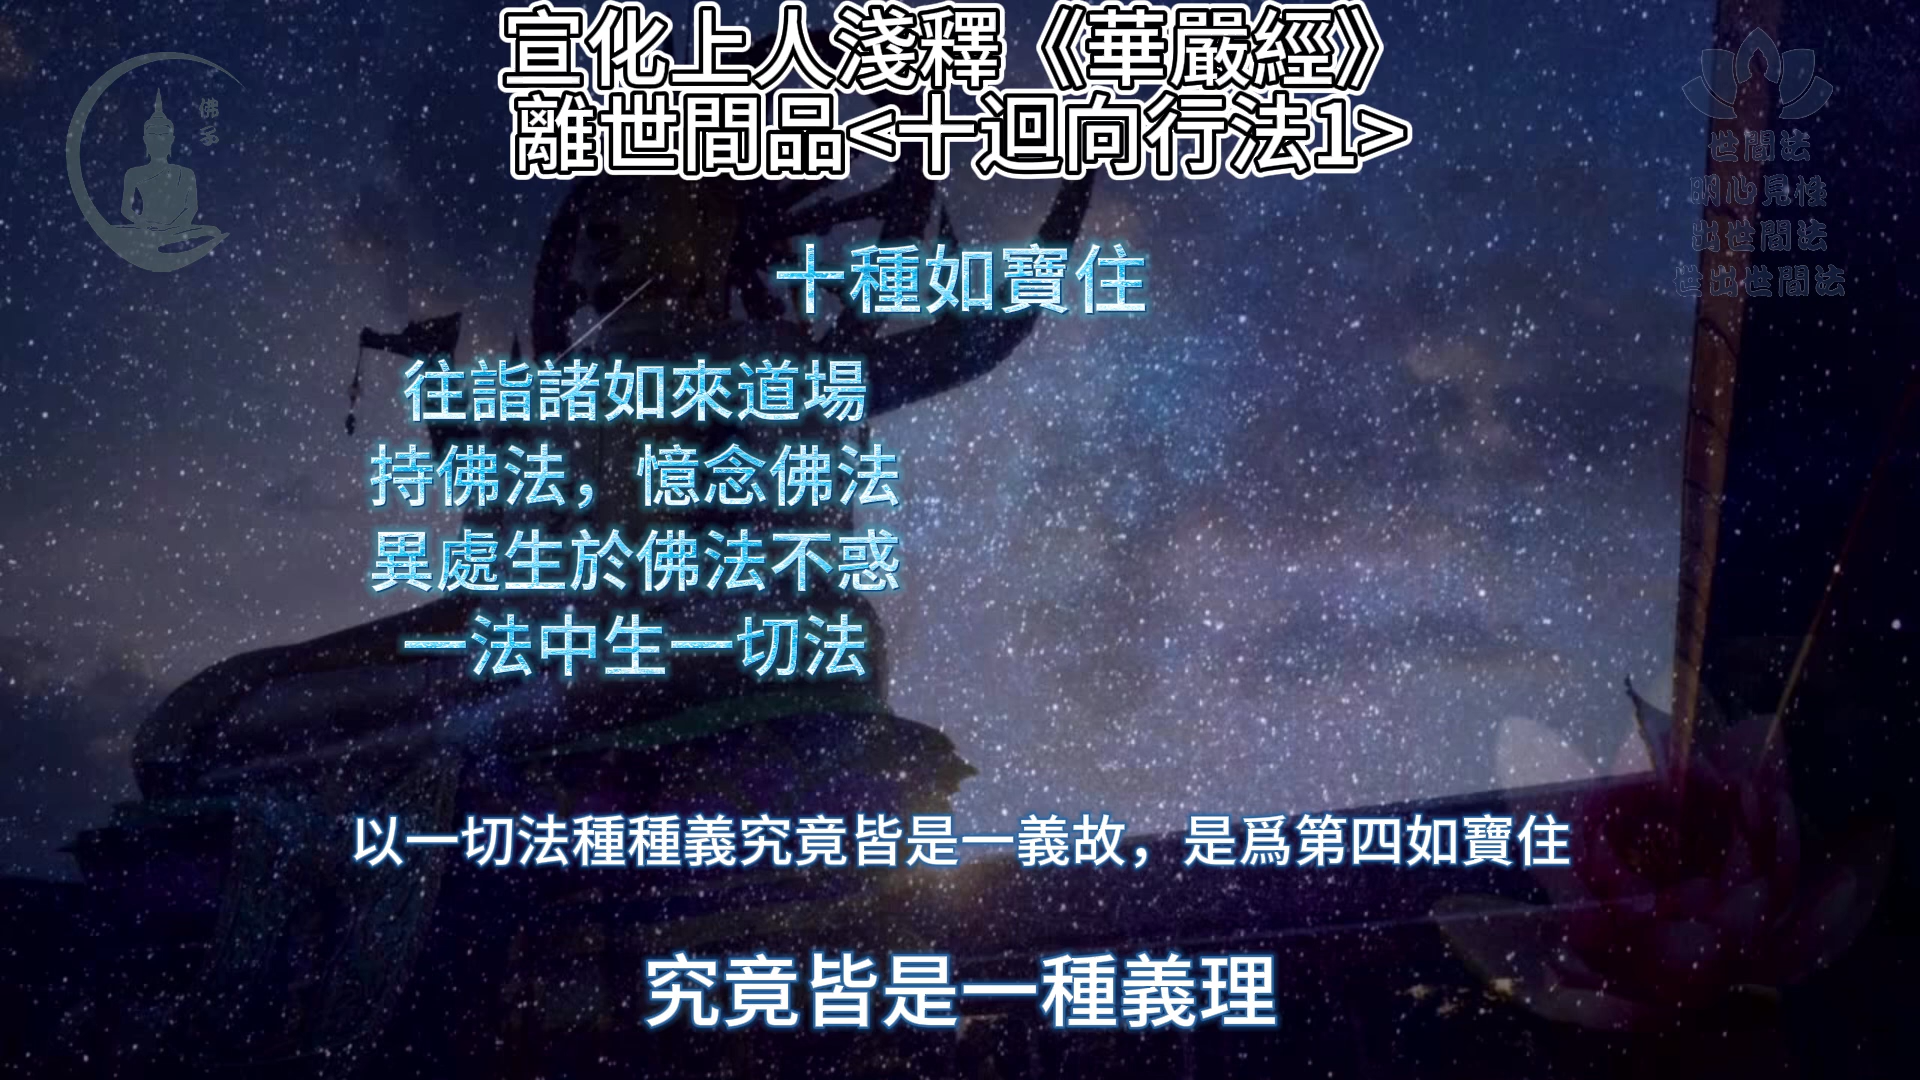 宣化上人淺釋《華嚴經》
離世間品<十迴向行法1>
佛子
世間法
明心見性
出世間法
世出世間法
十種如寶住
往詣諸如來道場
持佛法，憶念佛法
異處生於佛法不惑
一法中生一切法
以一切法種種義究竟皆是一義故，是爲第四如寶住
究竟皆是一種義理